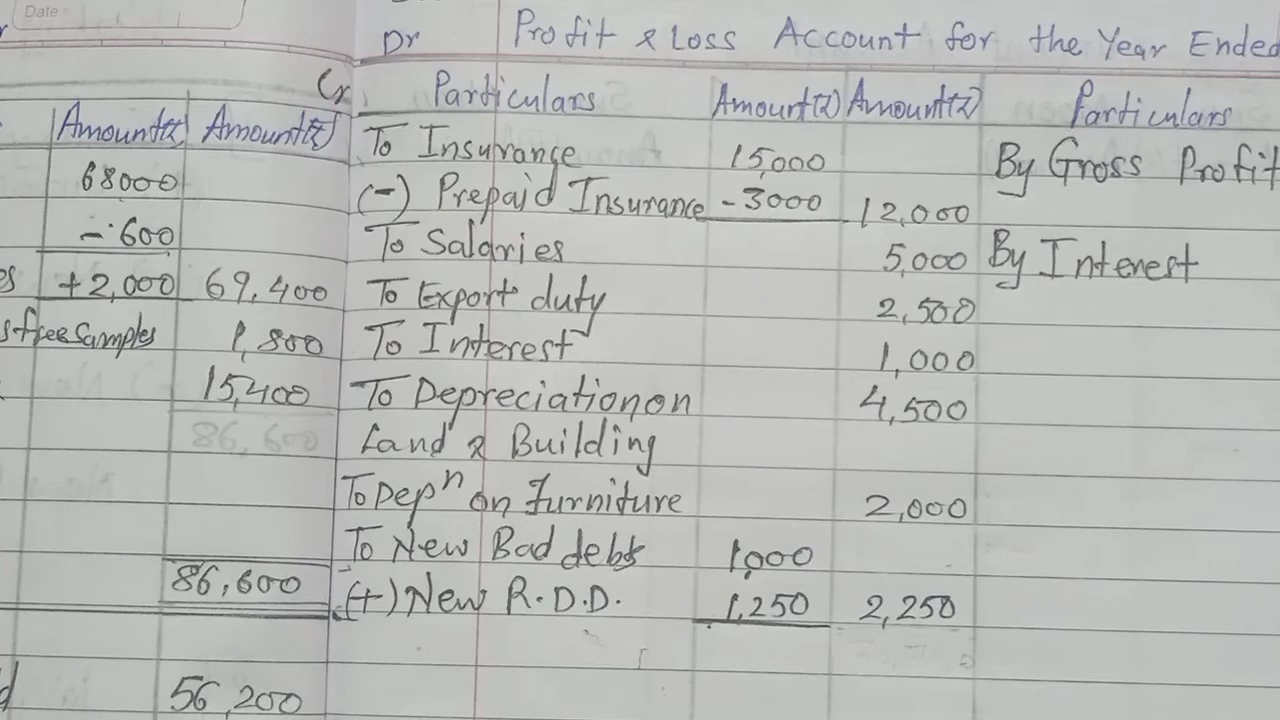 Date
Cr
Amount(₹) Amount(₹)
68000
- 600
es +2,000 69,400
s-free samples 1,800
15,400
86,600
86,600
d 56,200
Dr Profit & Loss Account for the Year Ended
Particulars Amount(₹) Amount(₹) Particulars
To Insurance 15,000 By Gross Profit
(-) Prepaid Insurance - 3000 12,000
To Salaries 5,000 By Interest
To Export duty 2,500
To Interest 1,000
To Depreciation on 4,500
Land & Building
To Depⁿ on Furniture 2,000
To New Bad debts 1,000
(+) New R.D.D. 1,250 2,250